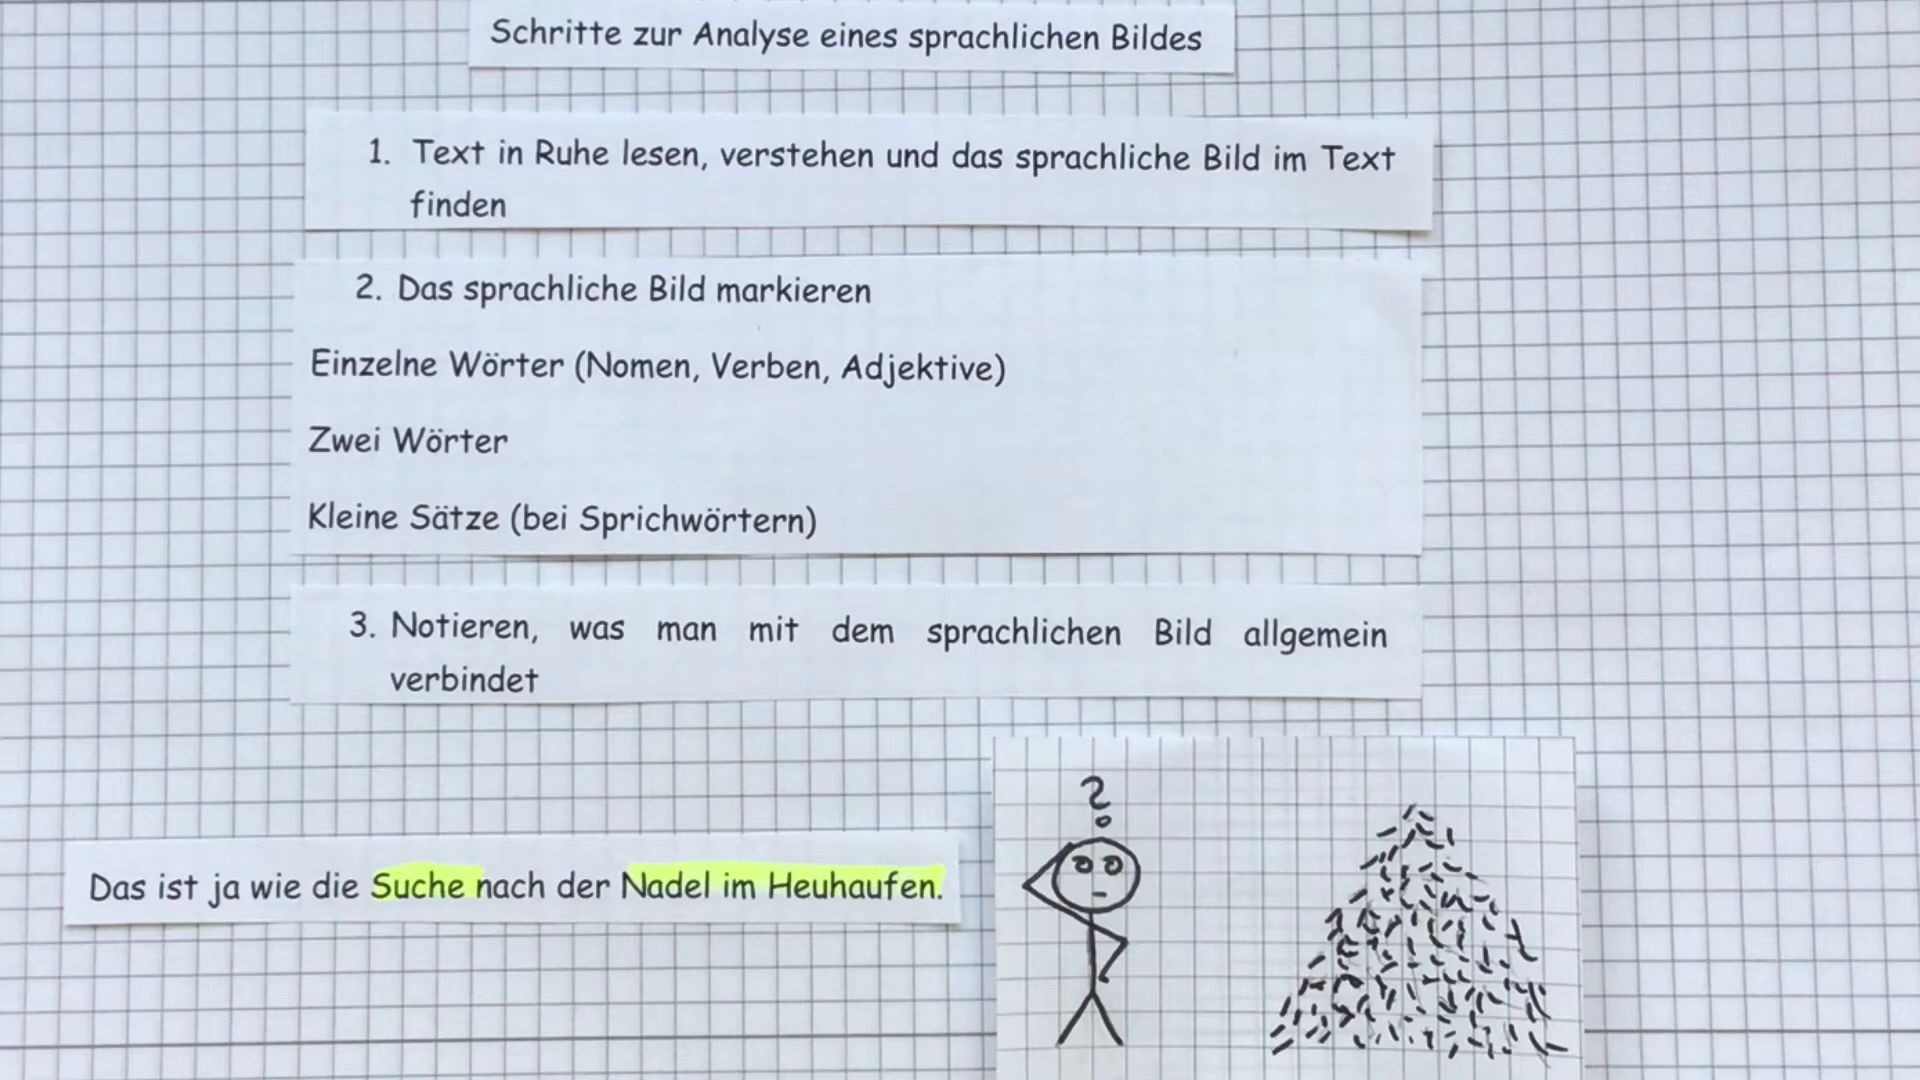 Schritte zur Analyse eines sprachlichen Bildes
1. Text in Ruhe lesen, verstehen und das sprachliche Bild im Text
finden
2. Das sprachliche Bild markieren
Einzelne Wörter (Nomen, Verben, Adjektive)
Zwei Wörter
Kleine Sätze (bei Sprichwörtern)
3. Notieren, was man mit dem sprachlichen Bild allgemein
verbindet
?
Das ist ja wie die Suche nach der Nadel im Heuhaufen.